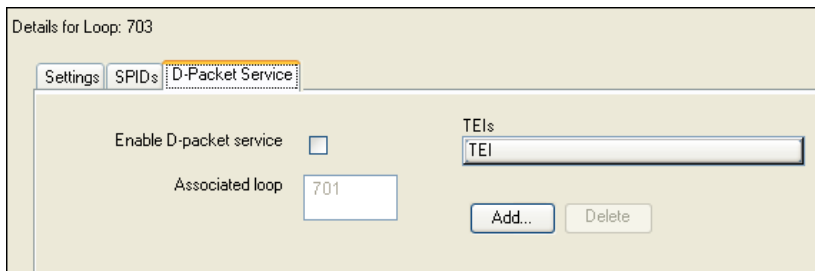 Details for Loop: 703
Settings SPIDs D-Packet Service
Enable D-packet service
TEIs
TEI
Associated loop 701
Add... Delete